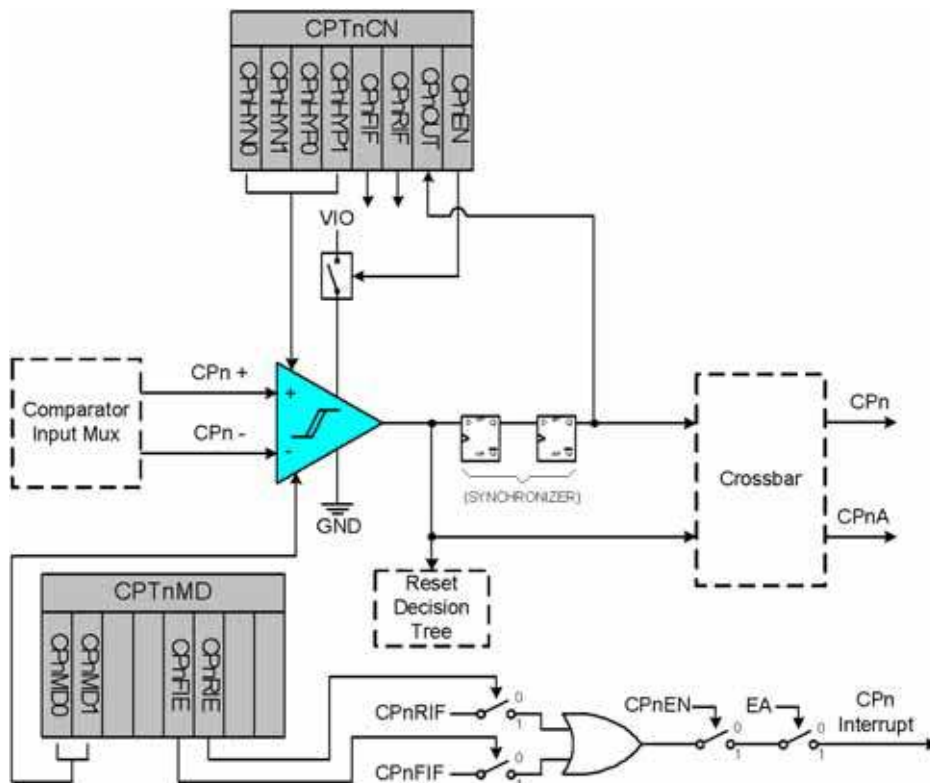 CPTnCN
CPnHYN0
CPnHYN1
CPnHYP0
CPnHYP1
CPnFIF
CPnRIF
CPnOUT
CPnEN
VIO
Comparator
Input Mux
CPn +
CPn -
+
-
GND
(SYNCHRONIZER)
Crossbar
CPn
CPnA
Reset
Decision
Tree
CPTnMD
CPnMD0
CPnMD1
CPnFIE
CPnRIE
CPnRIF
0
1
CPnFIF
0
1
CPnEN
0
1
EA
0
1
CPn
Interrupt